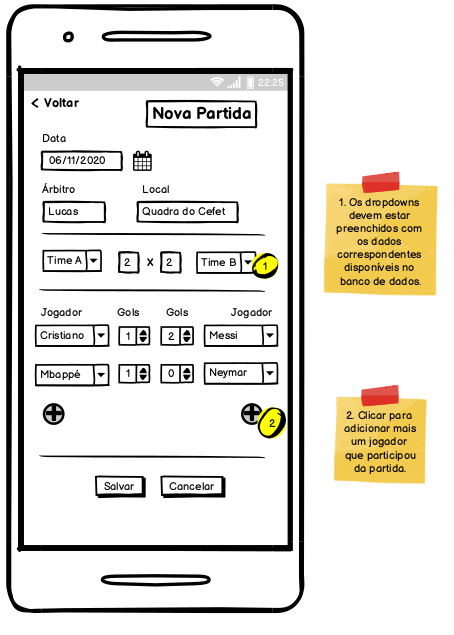 22:25
Voltar
Nova Partida
Data
06/11/2020
Árbitro Local
Lucas Quadra do Cefet
Time A 2 x 2 Time B 1
Jogador Gols Gols Jogador
Cristiano 1 2 Messi
Mbappé 1 0 Neymar
2
Salvar Cancelar
1. Os dropdowns
devem estar
preenchidos com
os dados
correspondentes
disponíveis no
banco de dados.
2. Clicar para
adicionar mais
um jogador
que participou
da partida.